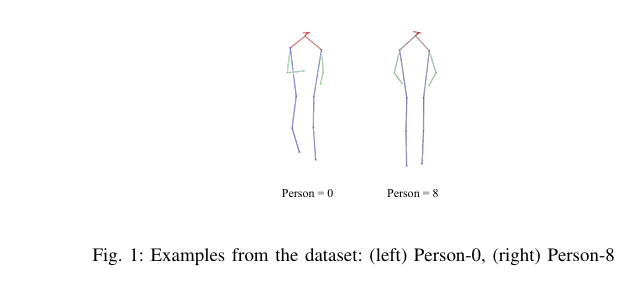 Person = 0 Person = 8
Fig. 1: Examples from the dataset: (left) Person-0, (right) Person-8